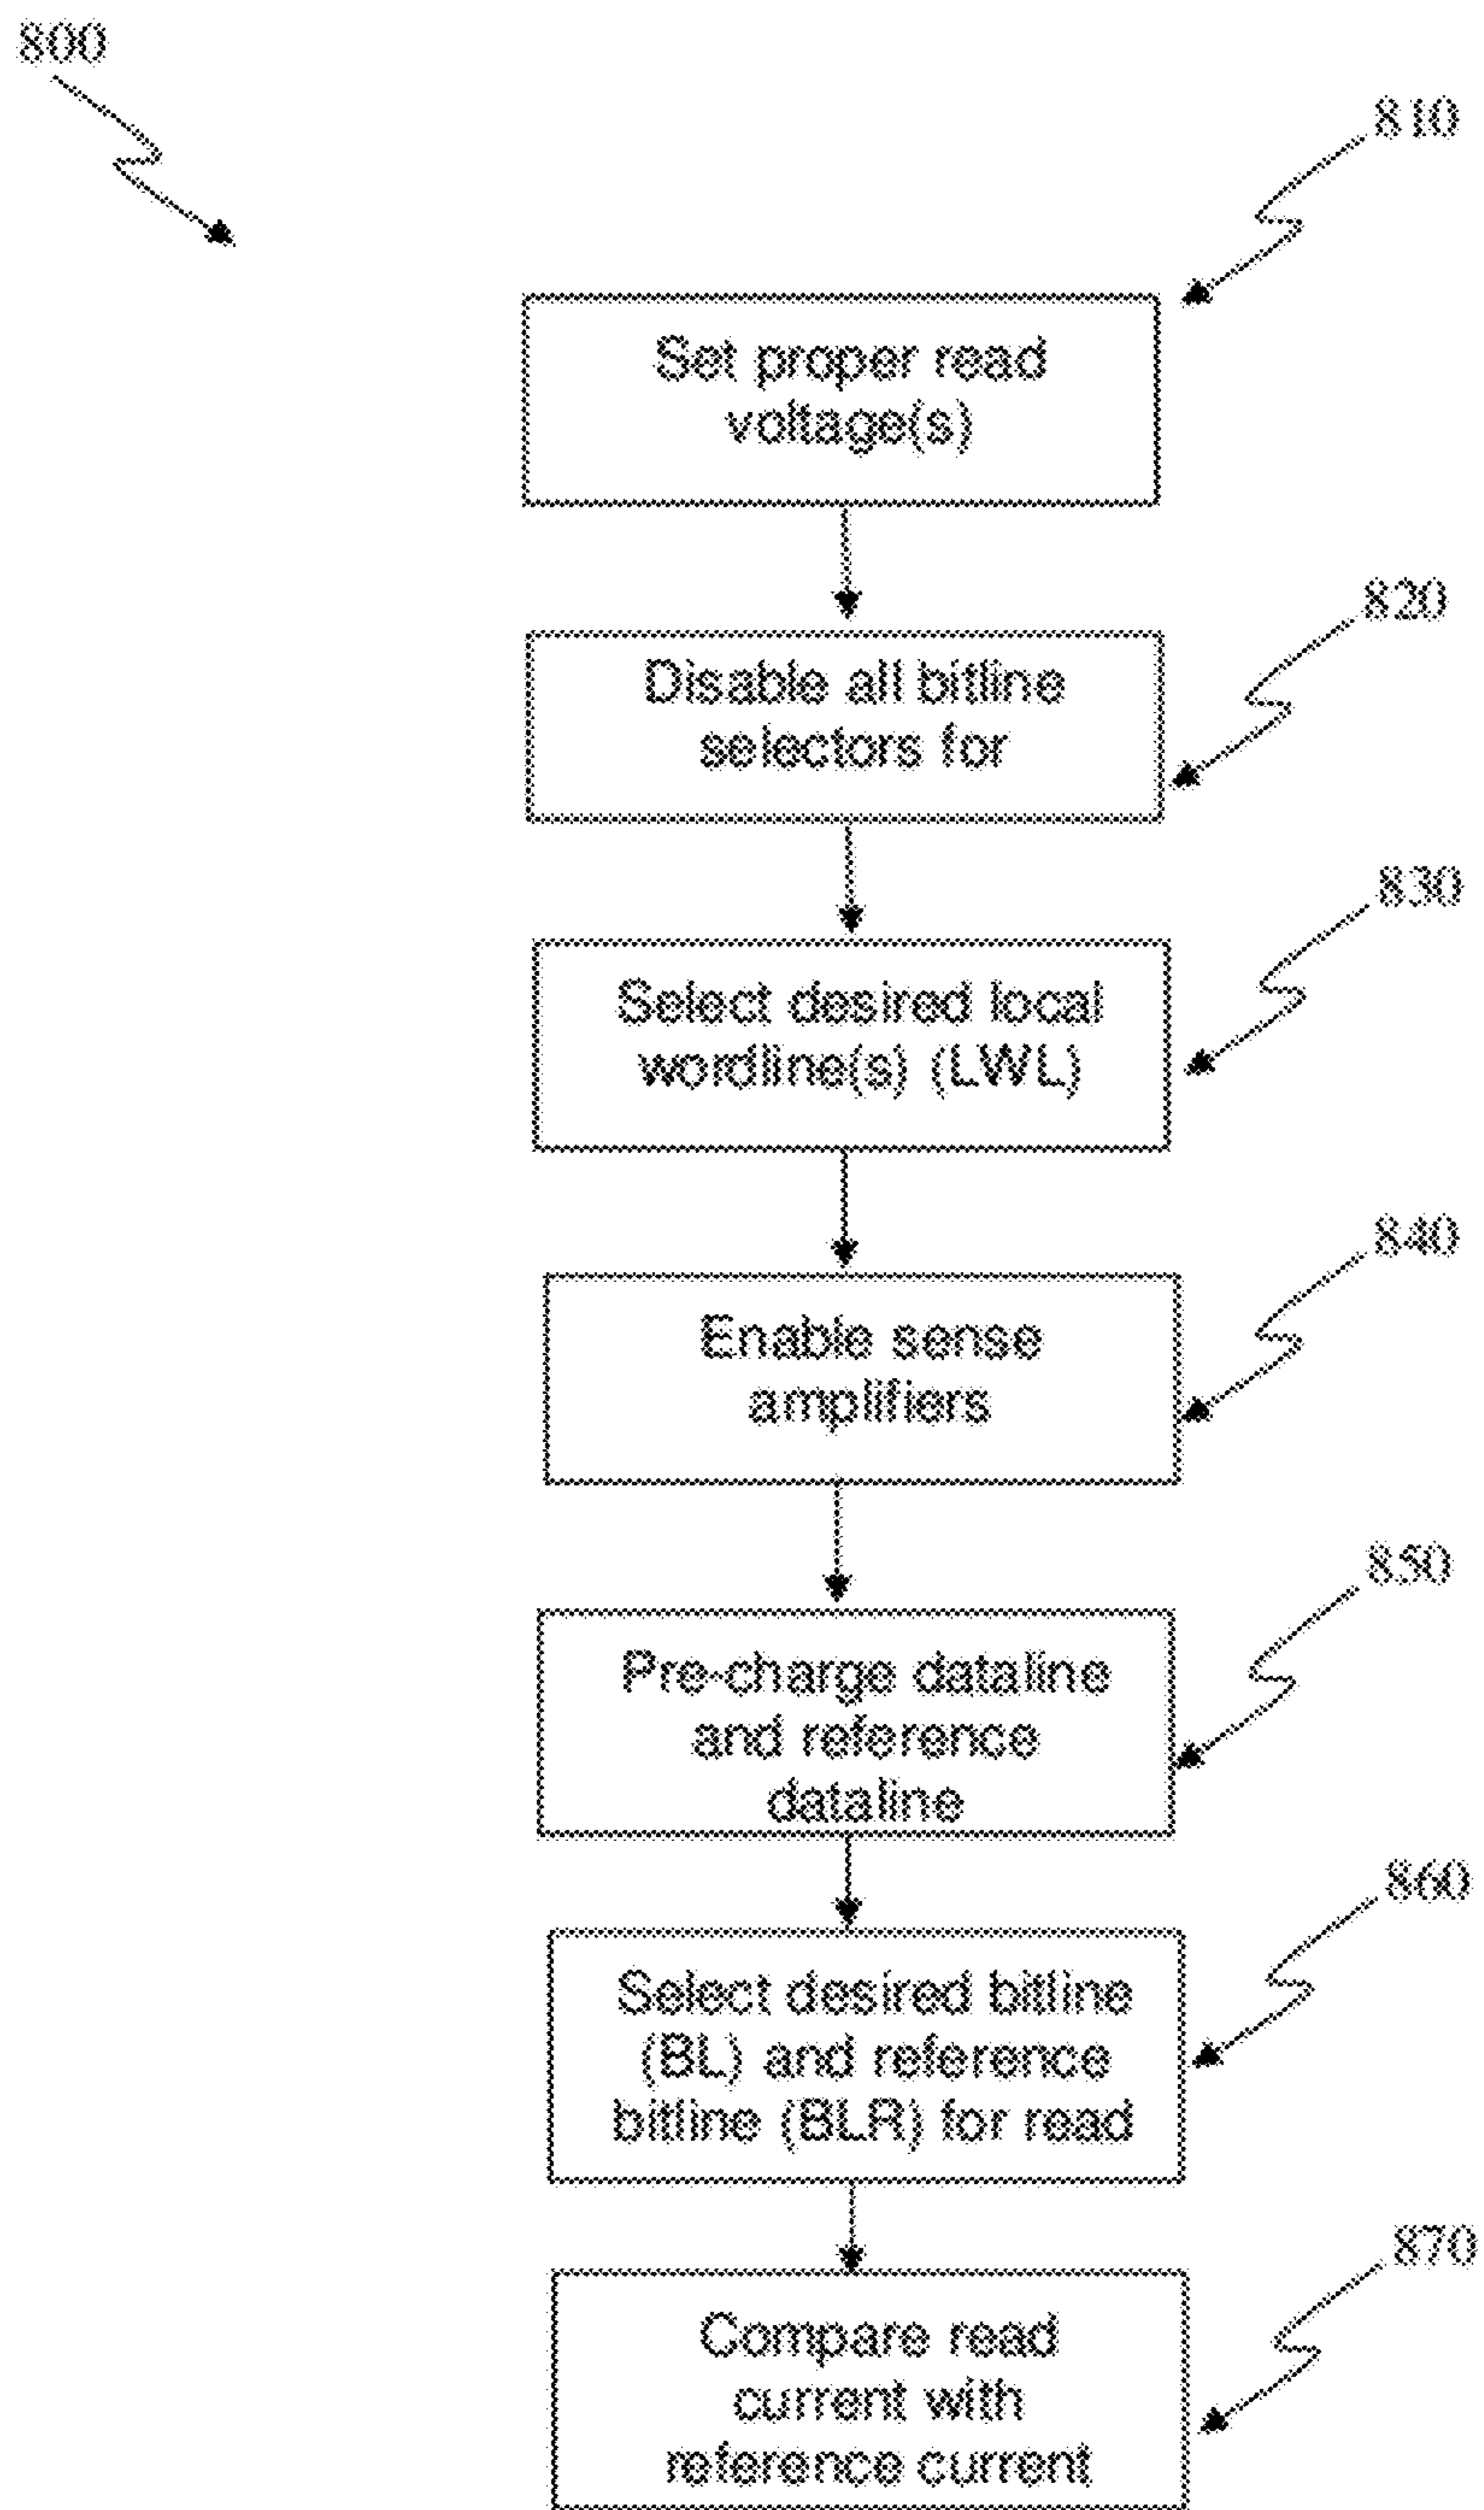 800
810
Set proper read
voltage(s)
820
Disable all bitline
selectors for
830
Select desired local
wordline(s) (LWL)
840
Enable sense
amplifiers
850
Pre-charge dataline
and reference
dataline
860
Select desired bitline
(BL) and reference
bitline (BLR) for read
870
Compare read
current with
reference current